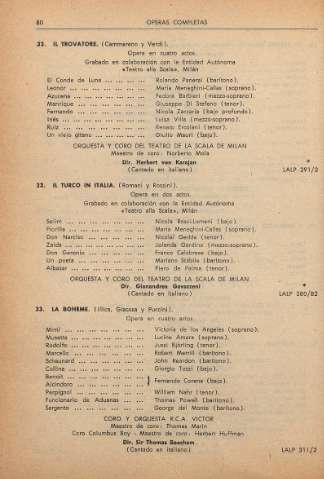 80 OPERAS COMPLETAS
22. IL TROVATORE. (Cammarano y Verdi).
Opera en cuatro actos.
Grabado en colaboración con la Entidad Autónoma
«Teatro alla Scala», Milán
El Conde de Luna ... ... ... ... Rolando Panerai (barítono).
Leonor ... ... ... ... ... ... ... María Meneghini-Callas (soprano).
Azucena ... ... ... ... ... ... ... Fedora Barbieri (mezzo-soprano).
Manrique ... ... ... ... ... ... Giuseppe Di Stefano (tenor).
Fernando ... ... ... ... ... ... Nicola Zaccaria (bajo profundo).
Inés ... ... ... ... ... ... ... Luisa Villa (mezzo-soprano).
Ruiz ... ... ... ... ... ... ... Renato Ercolani (tenor).
Un viejo gitano ... ... ... ... Giulio Mauri (bajo).
ORQUESTA Y CORO DEL TEATRO DE LA SCALA DE MILAN
Maestro de coro: Norberto Mola
Dir. Herbert von Karajan *
(Cantado en italiano) LALP 291/3
32. IL TURCO IN ITALIA. (Romani y Rossini).
Opera en dos actos.
Grabado en colaboración con la Entidad Autónoma
«Teatro alla Scala», Milán
Selim ... ... ... ... ... ... ... Nicola Rossi-Lemeni (bajo).
Fiorilla ... ... ... ... ... ... ... María Meneghini-Callas (soprano).
Don Narciso ... ... ... ... ... Nicolai Gedda (tenor).
Zaida ... ... ... ... ... ... ... Jolanda Gardino (mezzo-soprano).
Don Geronio ... ... ... ... ... Franco Calabrese (bajo).
Un poeta ... ... ... ... ... ... Mariano Stabile (barítono).
Albazar ... ... ... ... ... ... ... Piero de Palma (tenor).
ORQUESTA Y CORO DEL TEATRO DE LA SCALA DE MILAN
Dir. Gianandrea Gavazzeni *
(Cantado en italiano) LALP 280/82
33. LA BOHEME. (Illica, Giacosa y Puccini).
Opera en cuatro actos.
Mimí ... ... ... ... ... ... ... Victoria de los Angeles (soprano).
Musetta ... ... ... ... ... ... ... Lucine Amara (soprano).
Rodolfo ... ... ... ... ... ... ... Jussi Björling (tenor).
Marcello ... ... ... ... ... ... Robert Merrill (barítono).
Schaunard ... ... ... ... ... ... John Reardon (barítono).
Colline ... ... ... ... ... ... ... Giorgio Tozzi (bajo).
Benoit ... ... ... ... ... ... ...
Alcindoro ... ... ... ... ... ... } Fernando Corena (bajo).
Parpignol ... ... ... ... ... ... William Nahr (tenor).
Funcionario de Aduanas ... ... Thomas Powell (barítono).
Sargento ... ... ... ... ... ... George del Monte (barítono).
CORO Y ORQUESTA R.C.A. VICTOR
Maestro de coro: Thomas Martin
Coro Columbus Boy - Maestro de coro: Herbert Huffman
Dir. Sir Thomas Beecham
(Cantado en italiano) LALP 311/2